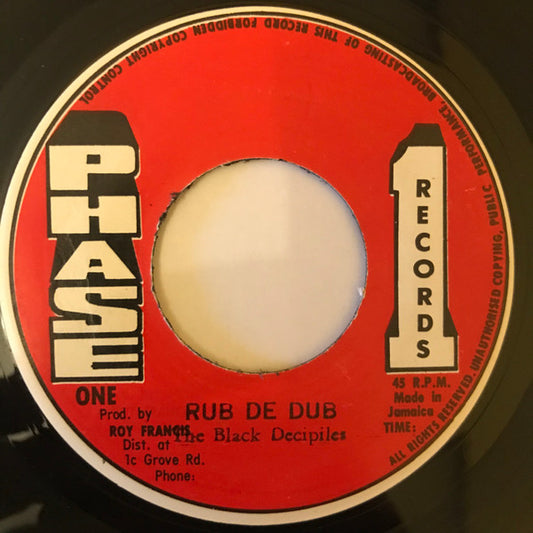 PHASE
ONE
1
RECORDS
45 R.P.M.
Made in
Jamaica
TIME:
Prod. by
ROY FRANCIS
Dist. at
1c Grove Rd.
Phone:
RUB DE DUB
The Black Decipiles
ALL RIGHTS RESERVED. UNAUTHORISED COPYING, PUBLIC PERFORMANCE, BROADCASTING OF THIS RECORD FORBIDDEN COPYRIGHT CONTROL